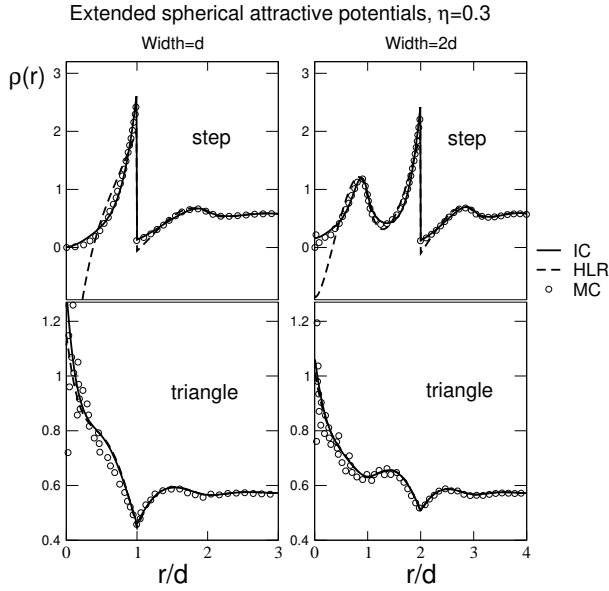 Extended spherical attractive potentials, η=0.3
Width=d
Width=2d
ρ(r)
3
2
1
0
step
3
2
1
0
step
IC
HLR
MC
1.2
1
0.8
0.6
0.4
triangle
1.2
1
0.8
0.6
0.4
triangle
0 1 2 3
0 1 2 3 4
r/d
r/d